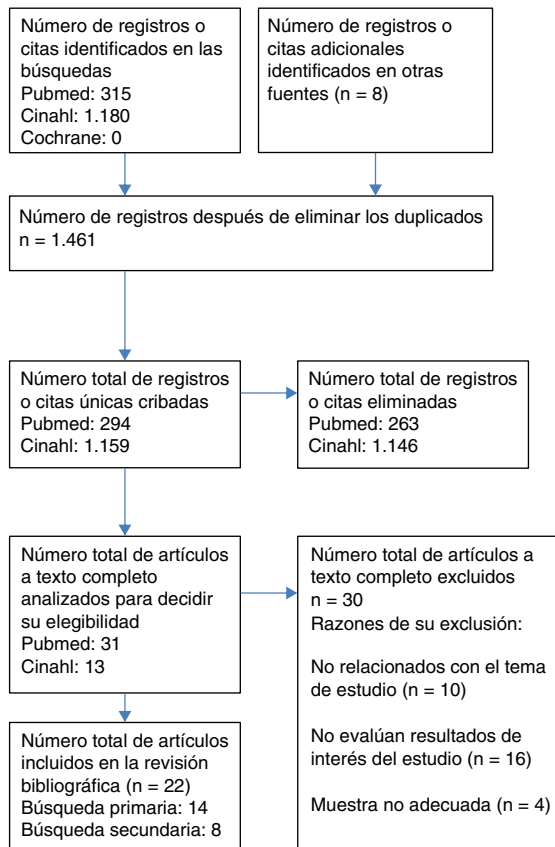 Número de registros o
citas identificados en las
búsquedas
Pubmed: 315
Cinahl: 1.180
Cochrane: 0
Número de registros o
citas adicionales
identificados en otras
fuentes (n = 8)
Número de registros después de eliminar los duplicados
n = 1.461
Número total de registros
o citas únicas cribadas
Pubmed: 294
Cinahl: 1.159
Número total de registros
o citas eliminadas
Pubmed: 263
Cinahl: 1.146
Número total de artículos
a texto completo
analizados para decidir
su elegibilidad
Pubmed: 31
Cinahl: 13
Número total de artículos a
texto completo excluidos
n = 30
Razones de su exclusión:
No relacionados con el tema
de estudio (n = 10)
No evalúan resultados de
interés del estudio (n = 16)
Muestra no adecuada (n = 4)
Número total de artículos
incluidos en la revisión
bibliográfica (n = 22)
Búsqueda primaria: 14
Búsqueda secundaria: 8